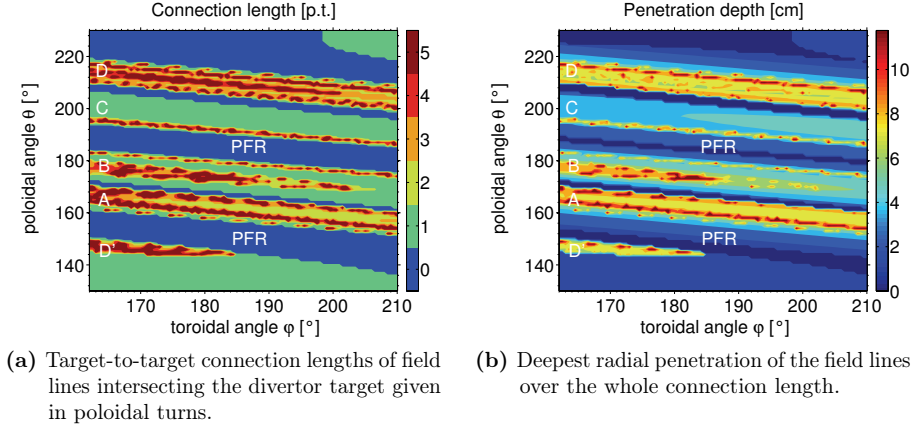 Connection length [p.t.]
220
200
180
160
140
170
180
190
200
210
poloidal angle θ [°]
toroidal angle φ [°]
D
C
PFR
B
A
PFR
D'
5
4
3
2
1
0
Penetration depth [cm]
220
200
180
160
140
170
180
190
200
210
poloidal angle θ [°]
toroidal angle φ [°]
D
C
PFR
B
A
PFR
D'
10
8
6
4
2
0
(a) Target-to-target connection lengths of field
lines intersecting the divertor target given
in poloidal turns.
(b) Deepest radial penetration of the field lines
over the whole connection length.